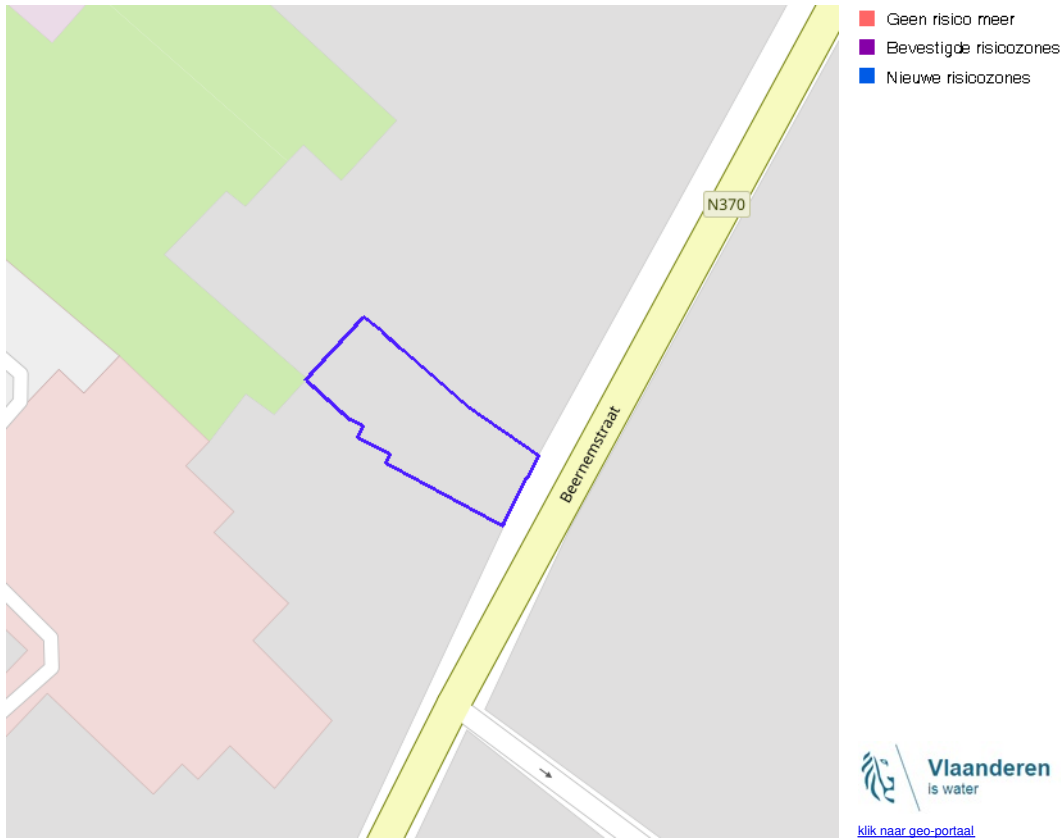 Geen risico meer
Bevestigde risicozones
Nieuwe risicozones
N370
Beernemstraat
Vlaanderen
is water
klik naar geo-portaal